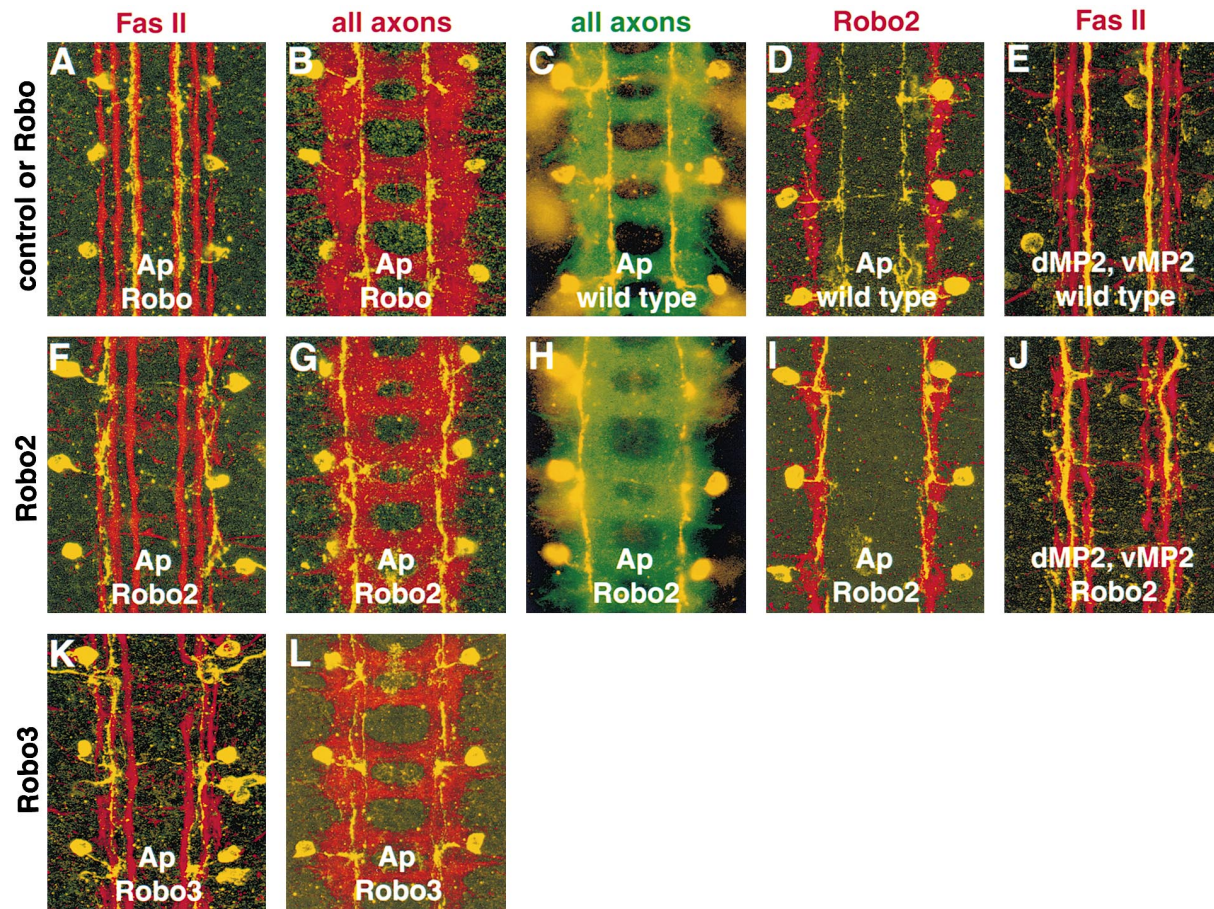 Fas II
all axons
all axons
Robo2
Fas II
control or Robo
A
Ap
Robo
B
Ap
Robo
C
Ap
wild type
D
Ap
wild type
E
dMP2, vMP2
wild type
Robo2
F
Ap
Robo2
G
Ap
Robo2
H
Ap
Robo2
I
Ap
Robo2
J
dMP2, vMP2
Robo2
Robo3
K
Ap
Robo3
L
Ap
Robo3